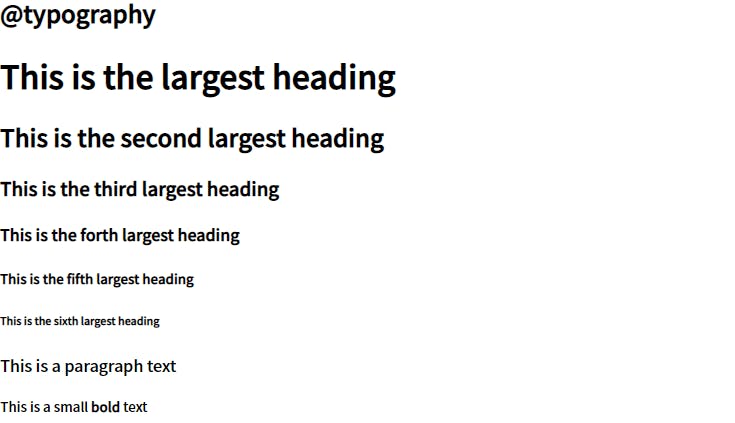 @typography
This is the largest heading
This is the second largest heading
This is the third largest heading
This is the forth largest heading
This is the fifth largest heading
This is the sixth largest heading
This is a paragraph text
This is a small bold text